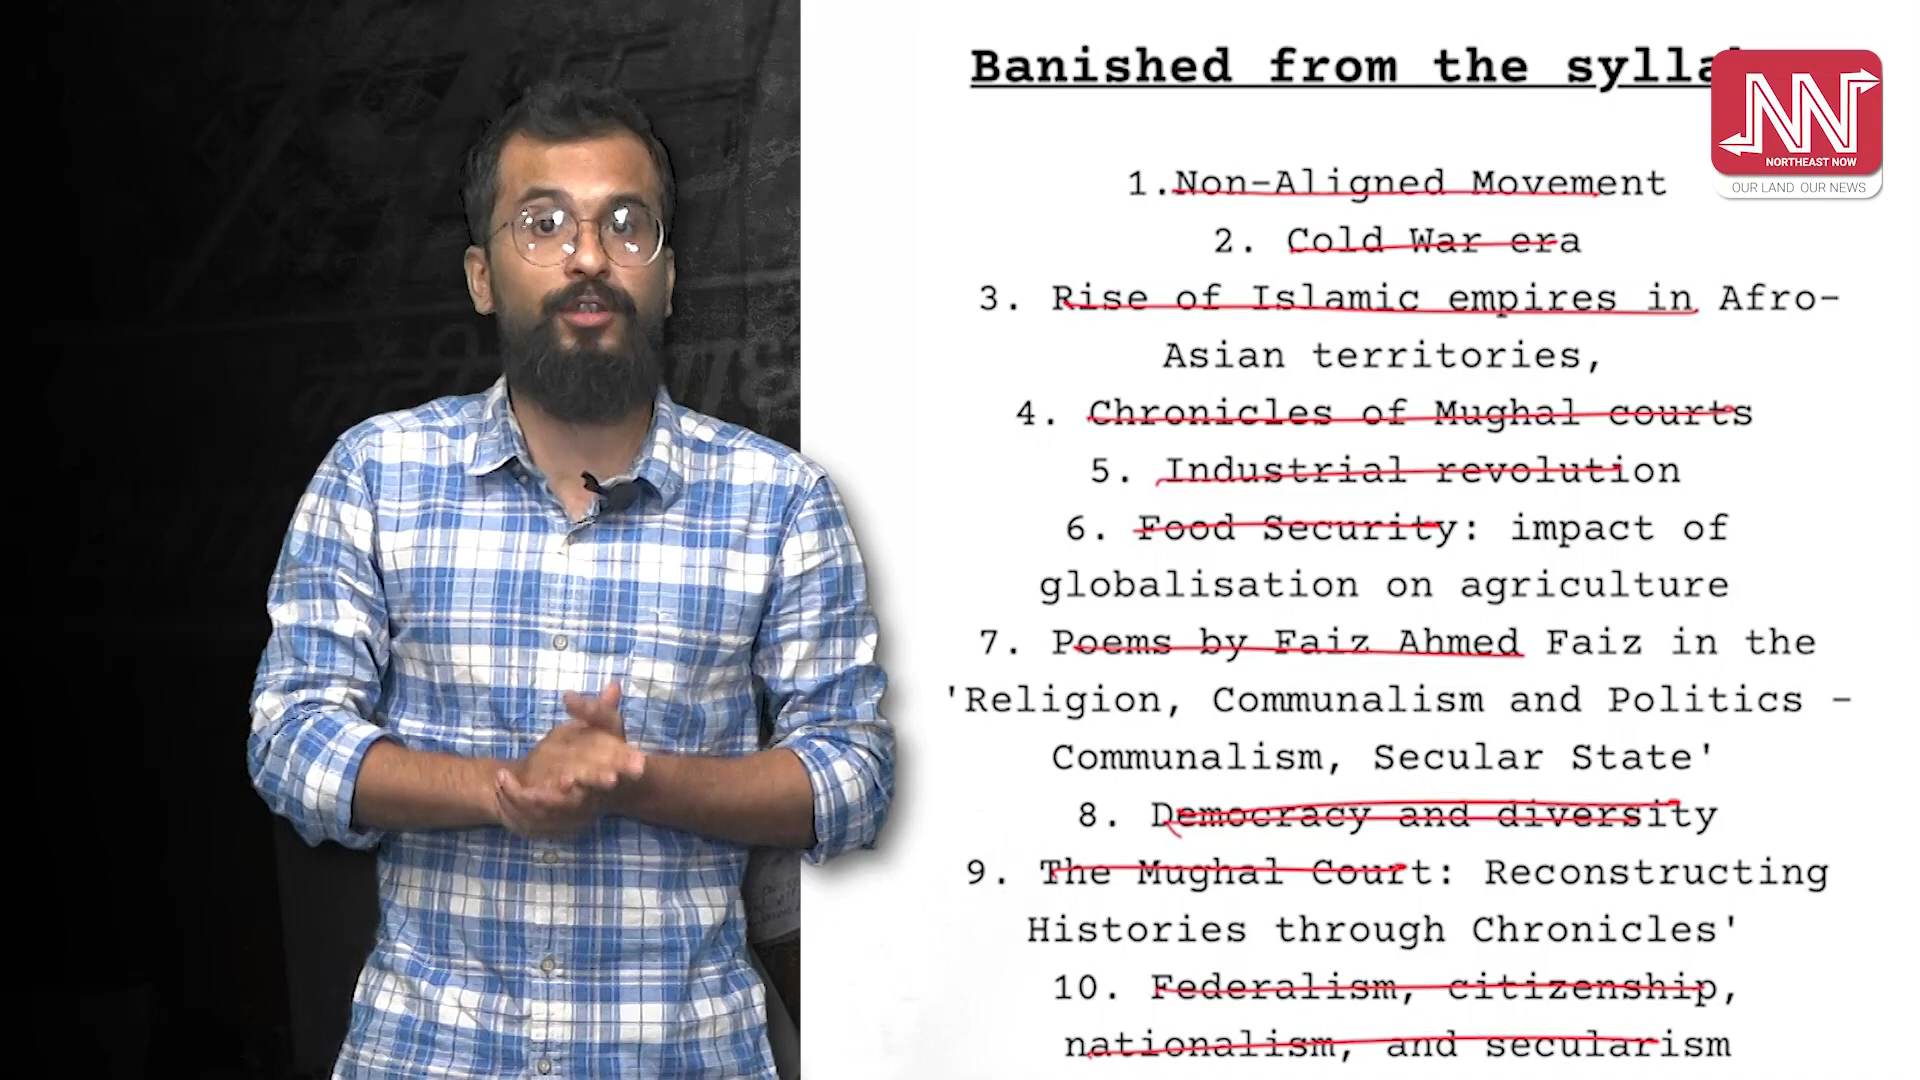 Banished from the sylla
NN
NORTHEAST NOW
OUR LAND OUR NEWS
1.Non-Aligned Movement
2. Cold War era
3. Rise of Islamic empires in Afro-
Asian territories,
4. Chronicles of Mughal courts
5. Industrial revolution
6. Food Security: impact of
globalisation on agriculture
7. Poems by Faiz Ahmed Faiz in the
'Religion, Communalism and Politics -
Communalism, Secular State'
8. Democracy and diversity
9. The Mughal Court: Reconstructing
Histories through Chronicles'
10. Federalism, citizenship,
nationalism, and secularism